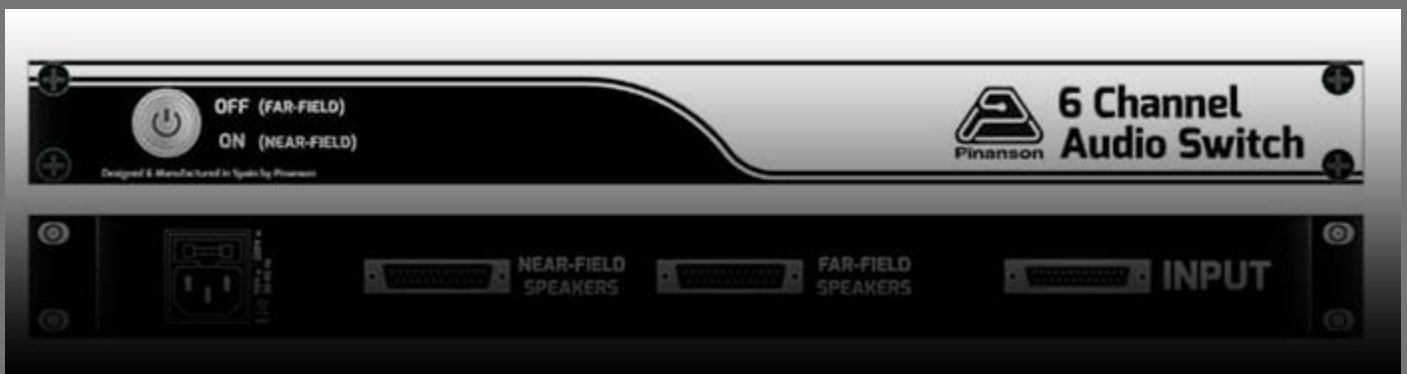 OFF (FAR-FIELD)
ON (NEAR-FIELD)
Designed & Manufactured in Spain by Pinanson
Pinanson
6 Channel
Audio Switch
NEAR-FIELD
SPEAKERS
FAR-FIELD
SPEAKERS
INPUT